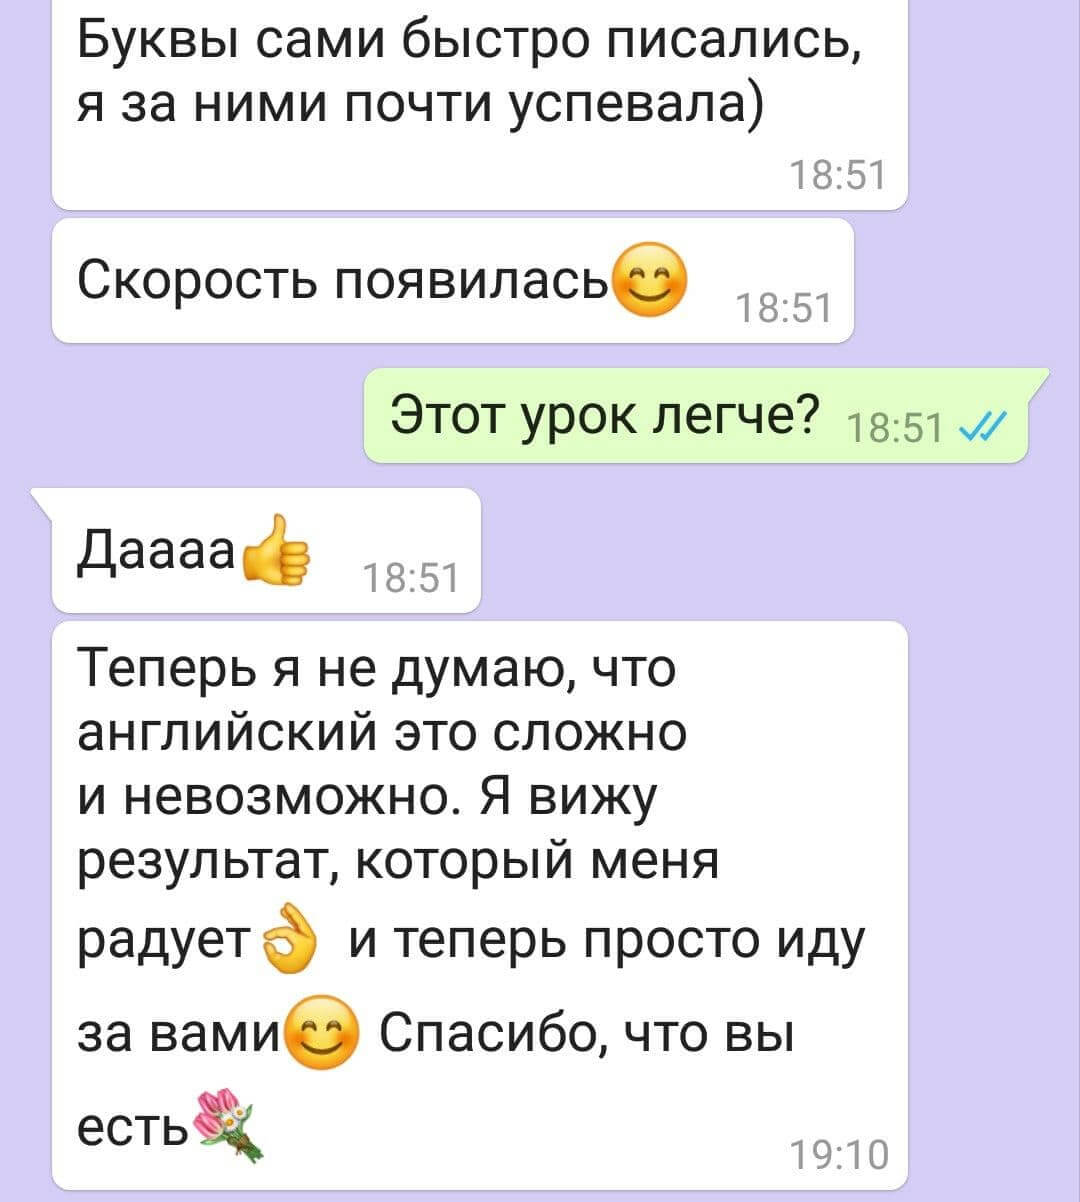 Буквы сами быстро писались,
я за ними почти успевала)
18:51
Скорость появилась😊 18:51
Этот урок легче? 18:51
Даааа👍 18:51
Теперь я не думаю, что
английский это сложно
и невозможно. Я вижу
результат, который меня
радует👌 и теперь просто иду
за вами😊 Спасибо, что вы
есть💐
19:10